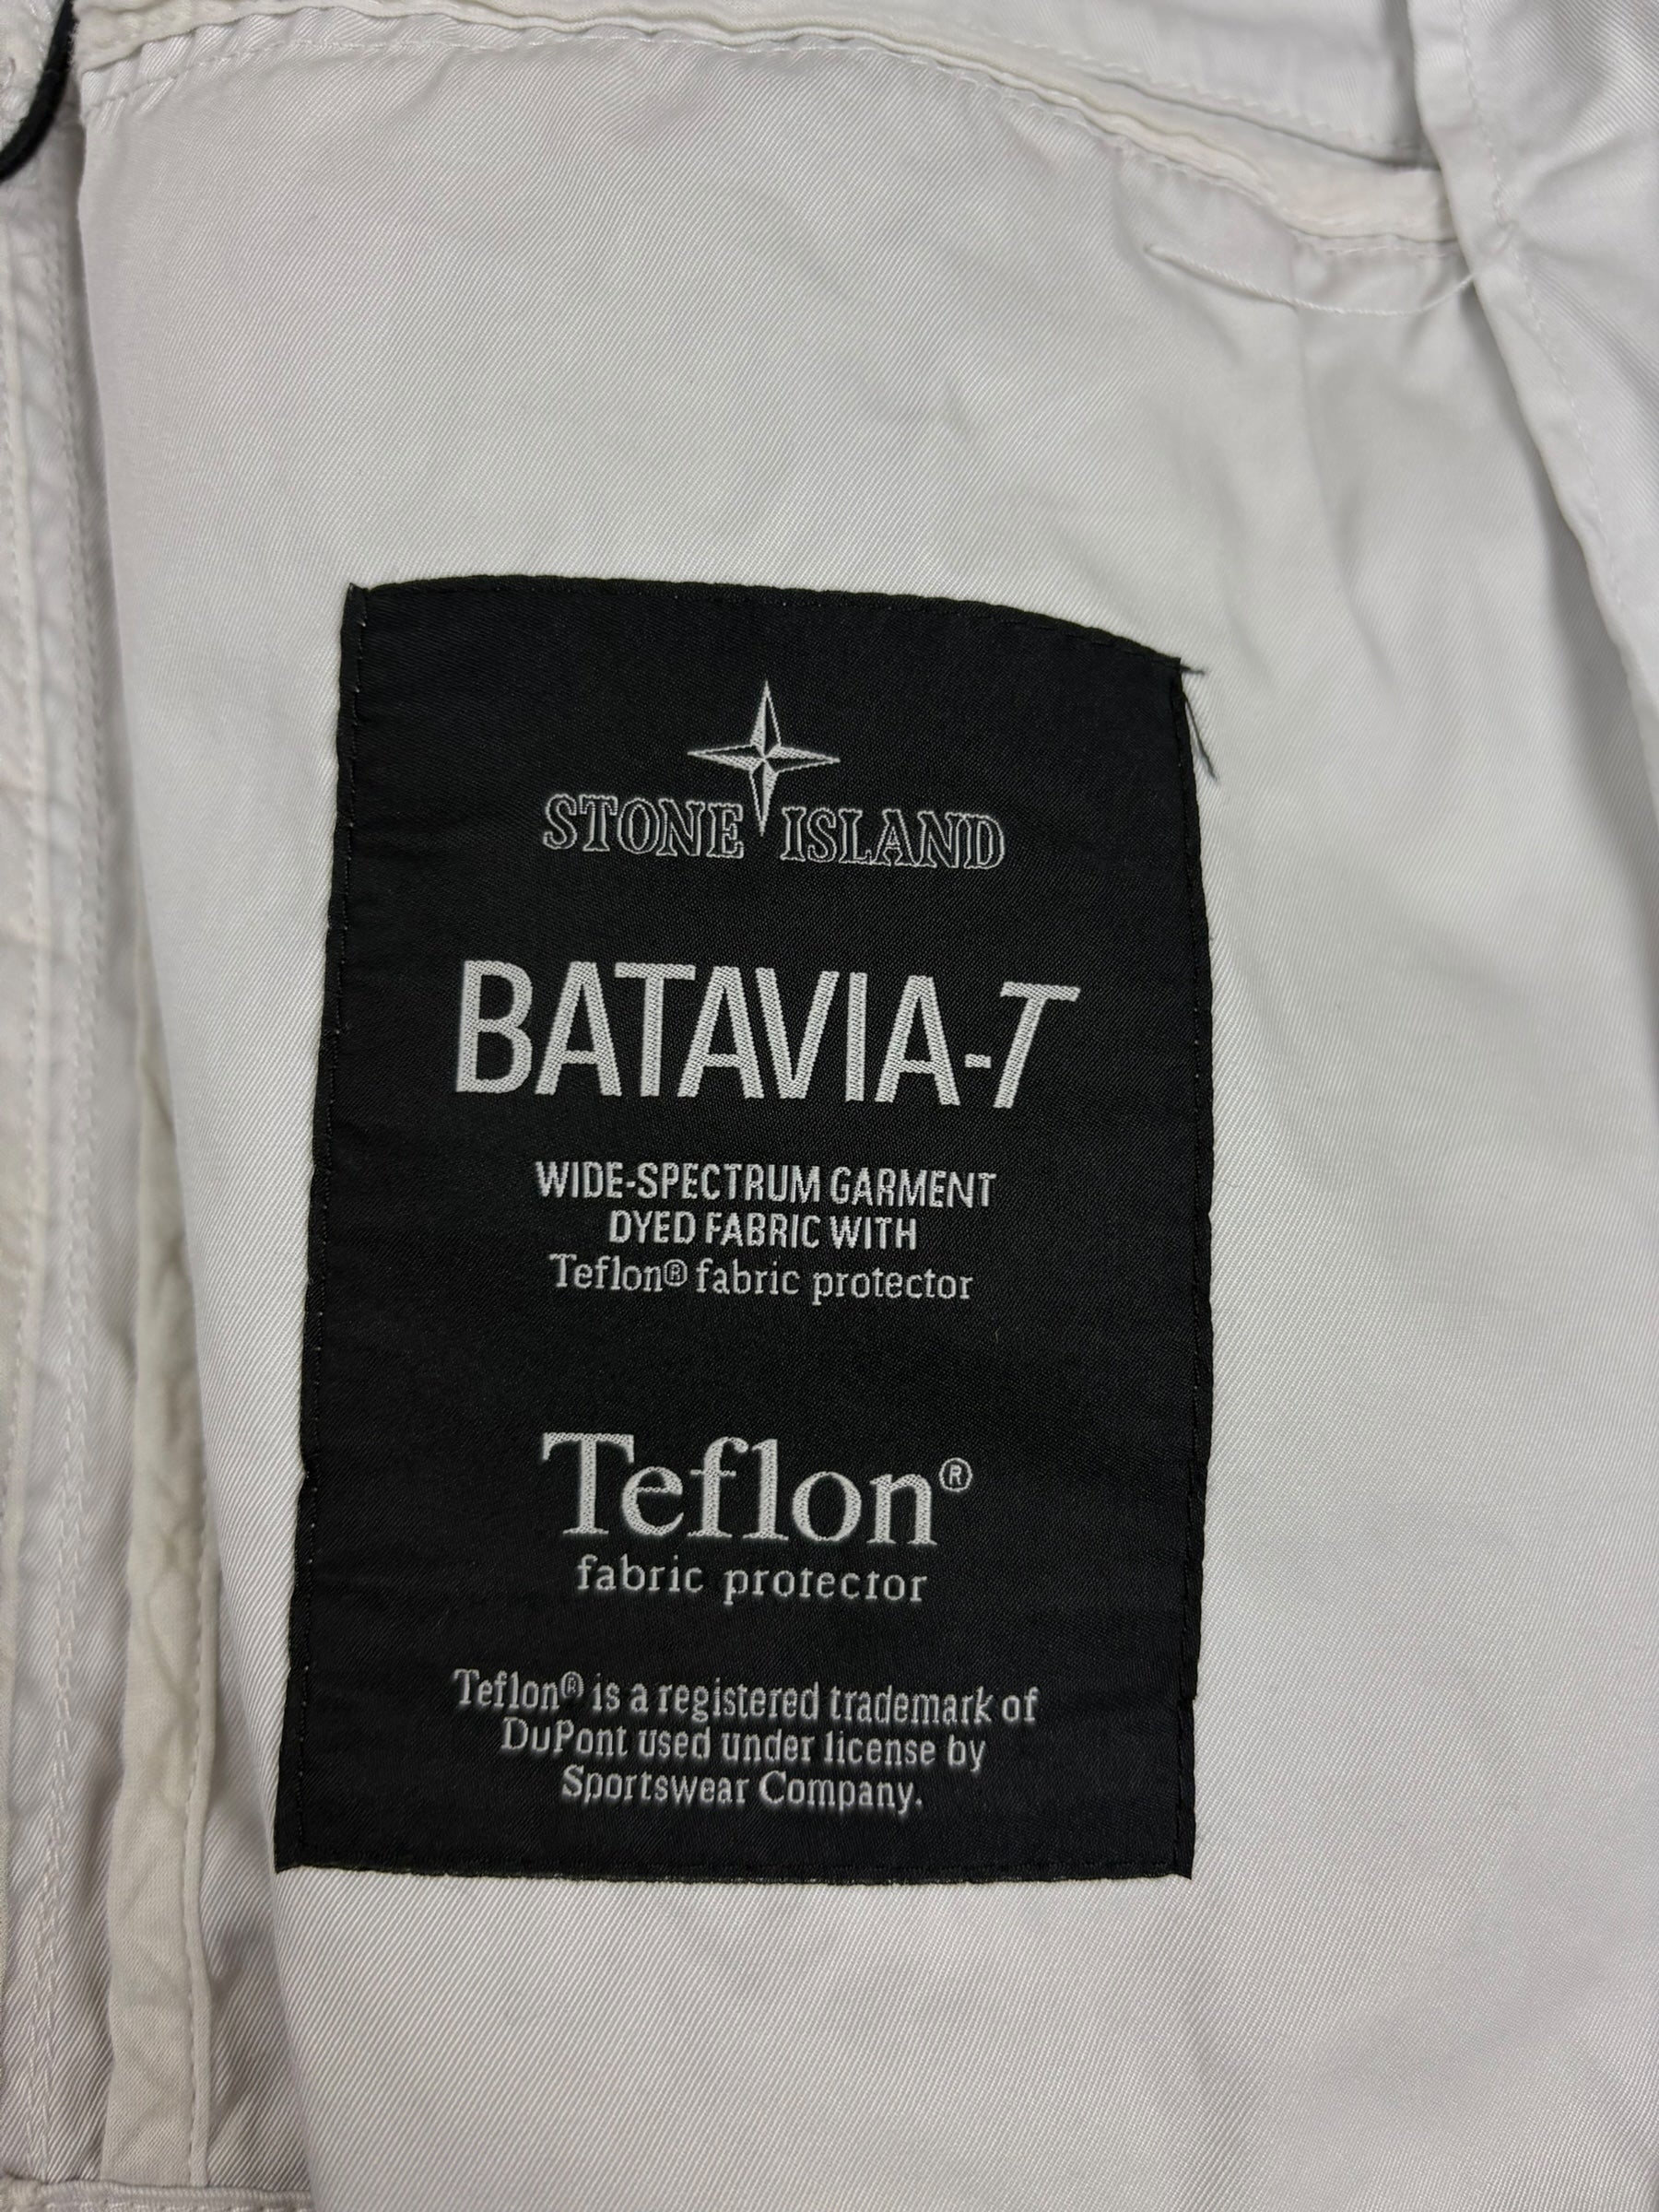 STONE ISLAND
BATAVIA-T
WIDE-SPECTRUM GARMENT
DYED FABRIC WITH
Teflon® fabric protector
Teflon®
fabric protector
Teflon® is a registered trademark of
DuPont used under license by
Sportswear Company.